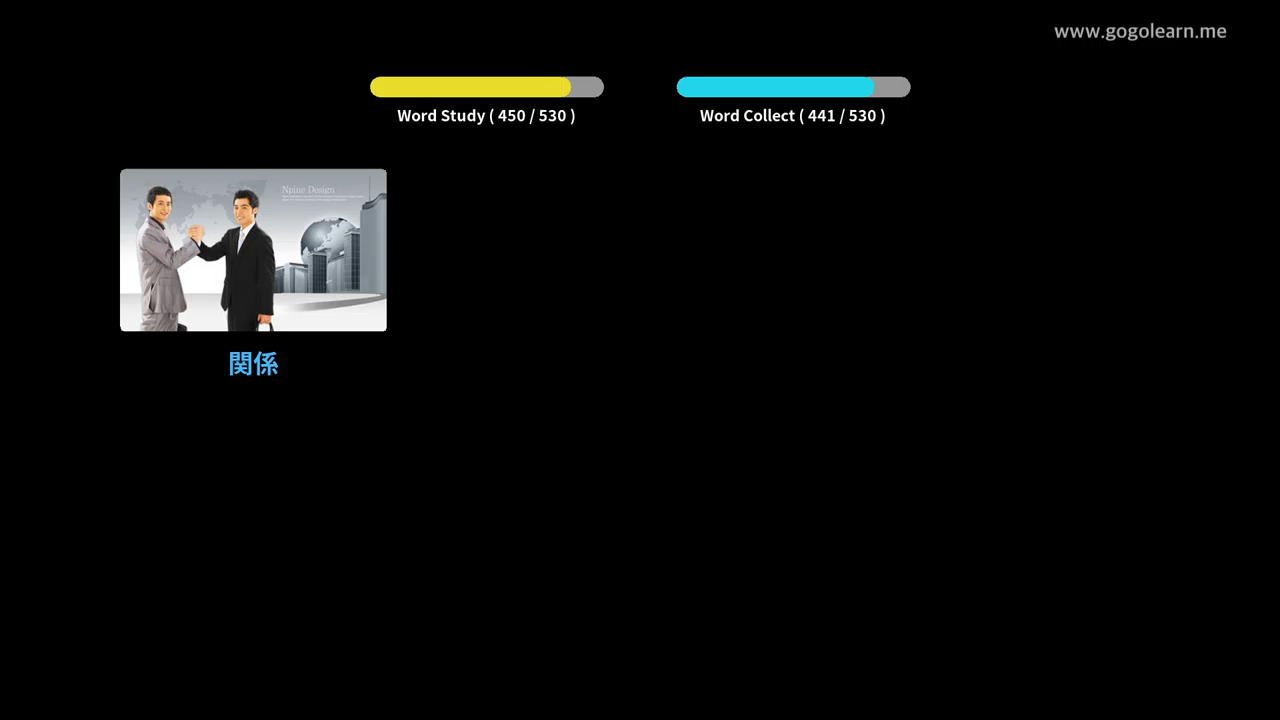 www.gogolearn.me
Word Study ( 450 / 530 )
Word Collect ( 441 / 530 )
Npine Design
関係